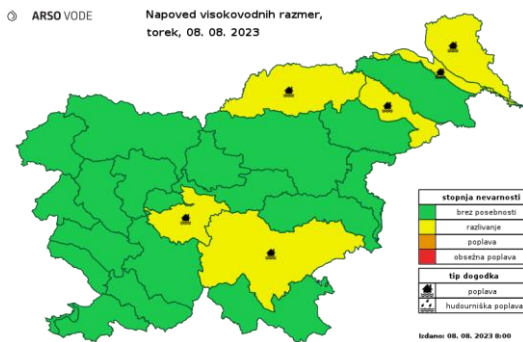 ARSO VODE
Napoved visokovodnih razmer,
torek, 08. 08. 2023
stopnja nevarnosti
brez posebnosti
razlivanje
poplava
obsežna poplava
tip dogodka
poplava
hudourniška poplava
Izdano: 08. 08. 2023 8:00